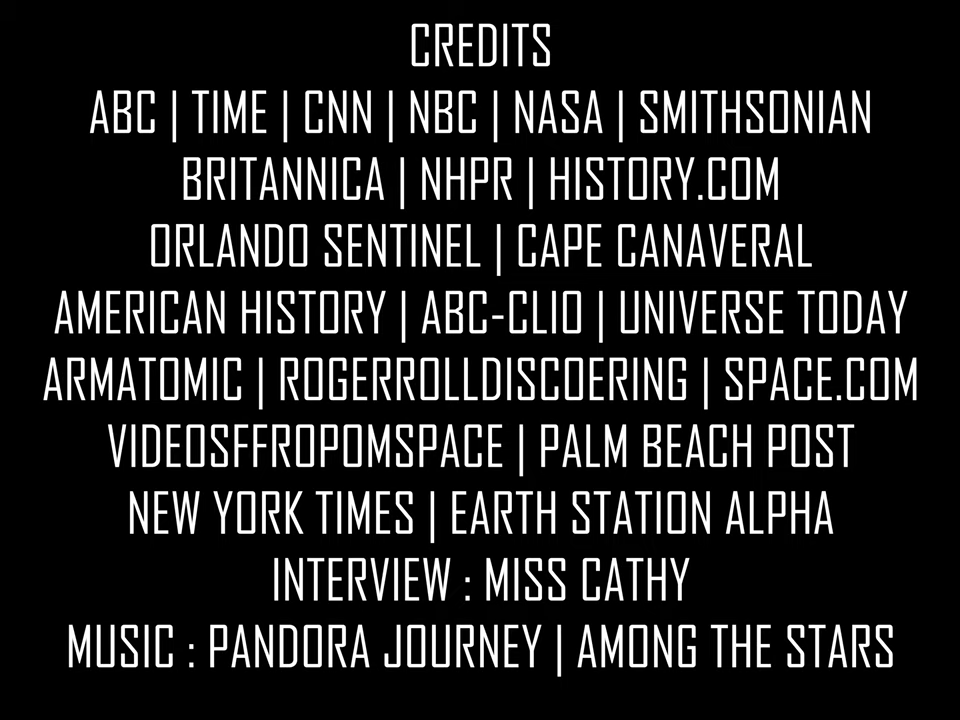 CREDITS
ABC | TIME | CNN | NBC | NASA | SMITHSONIAN
BRITANNICA | NHPR | HISTORY.COM
ORLANDO SENTINEL | CAPE CANAVERAL
AMERICAN HISTORY | ABC-CLIO | UNIVERSE TODAY
ARMATOMIC | ROGERROLLDISCOERING | SPACE.COM
VIDEOSFFROPOMSPACE | PALM BEACH POST
NEW YORK TIMES | EARTH STATION ALPHA
INTERVIEW : MISS CATHY
MUSIC : PANDORA JOURNEY | AMONG THE STARS